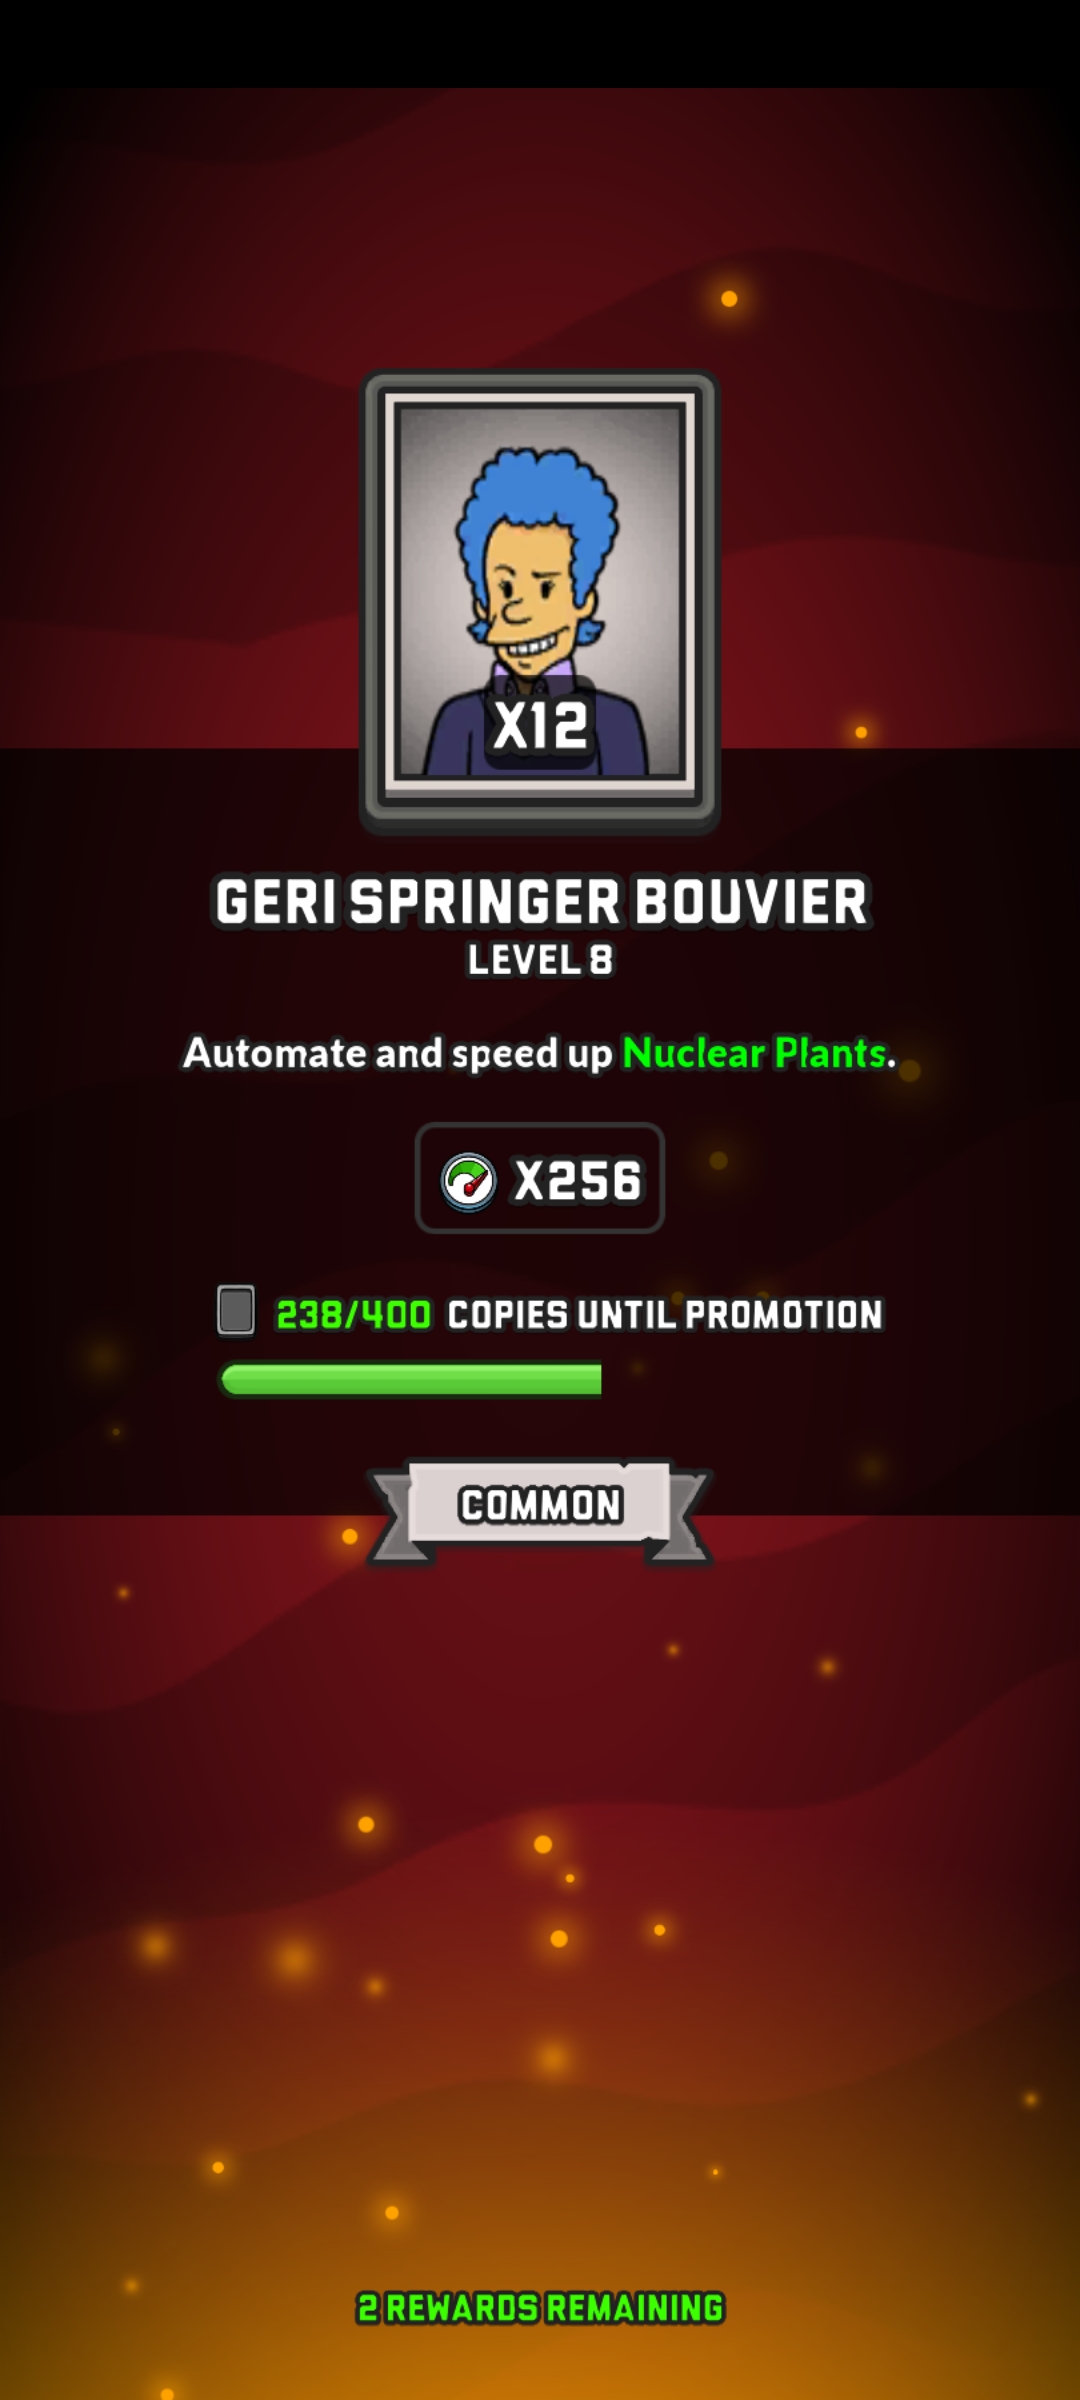 X12
GERI SPRINGER BOUVIER
LEVEL 8
Automate and speed up Nuclear Plants.
X256
238/400 COPIES UNTIL PROMOTION
COMMON
2 REWARDS REMAINING